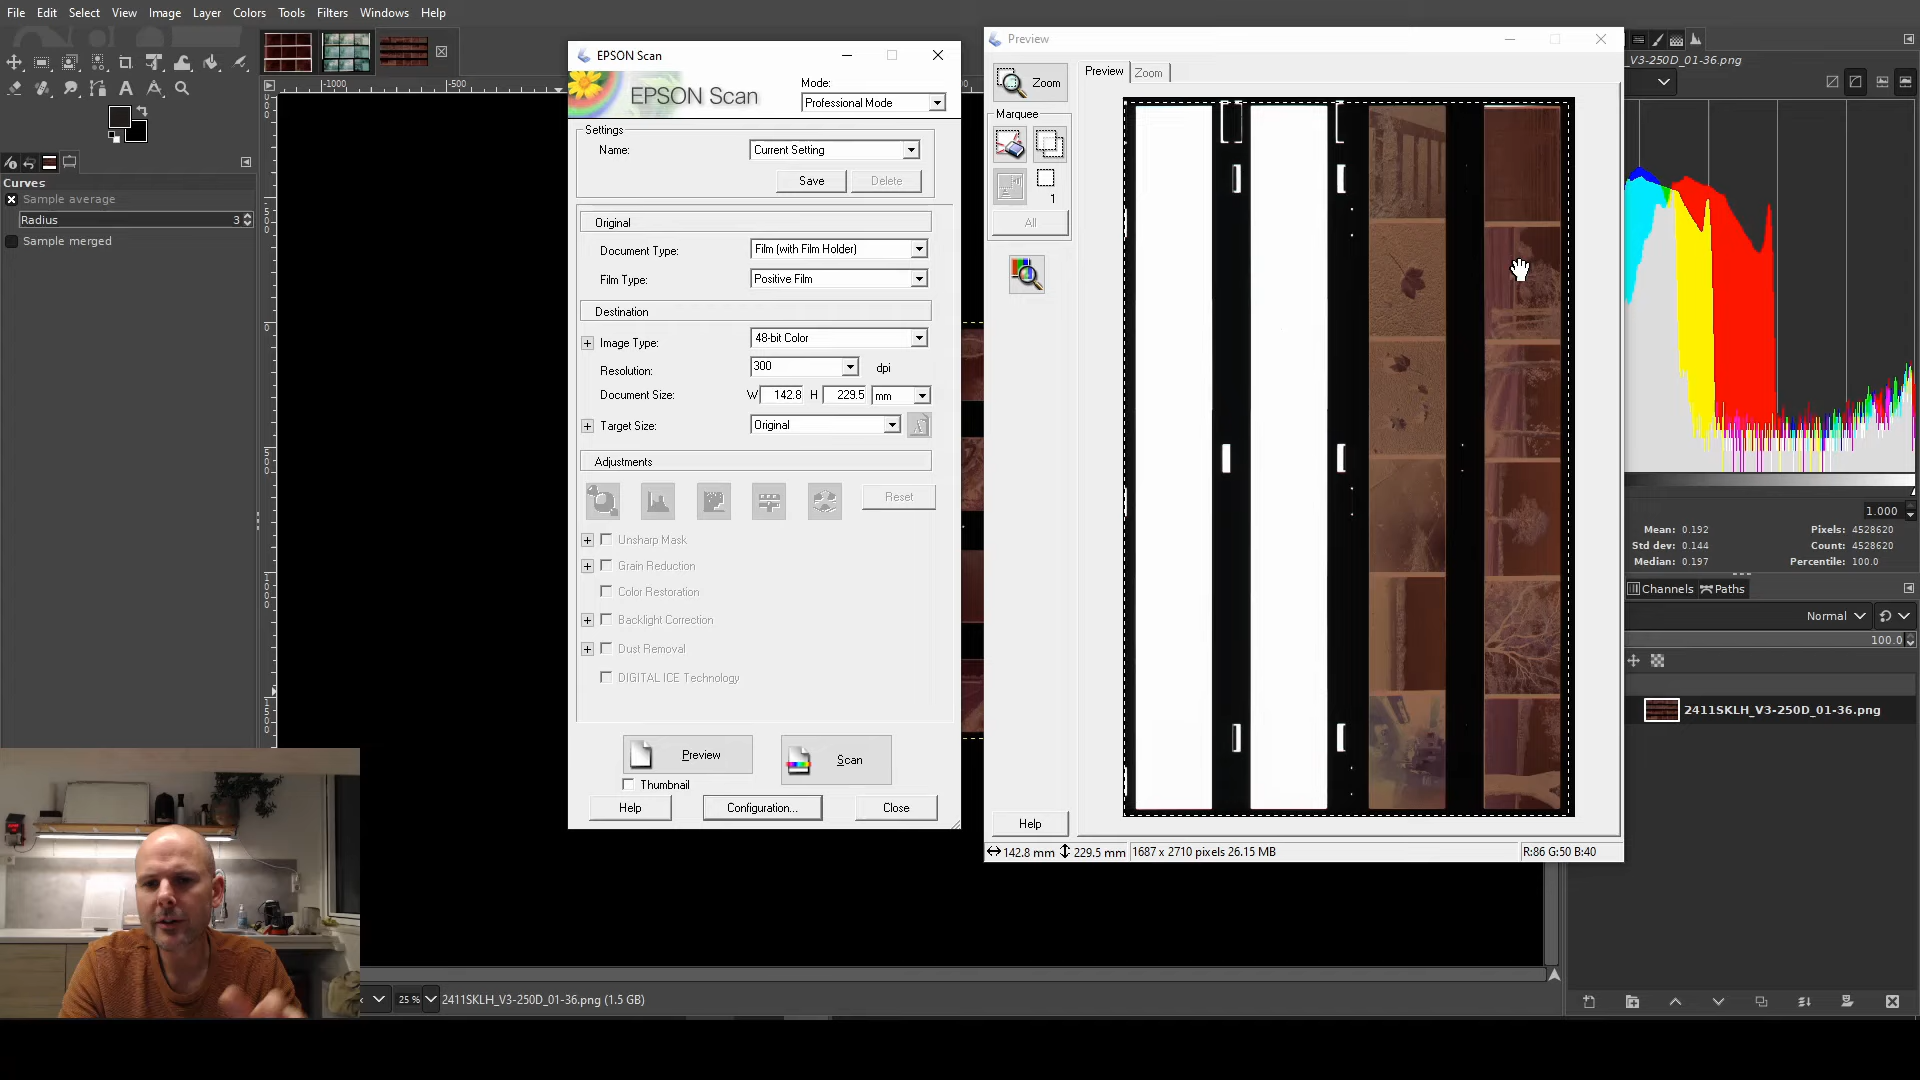 File Edit Select View Image Layer Colors Tools Filters Windows Help
Curves
Sample average
Radius 3
Sample merged
-1000 -500
EPSON Scan
EPSON Scan
Mode:
Professional Mode
Settings
Name: Current Setting
Save Delete
Original
Document Type: Film (with Film Holder)
Film Type: Positive Film
Destination
Image Type: 48-bit Color
Resolution: 300 dpi
Document Size: W 142.8 H 229.5 mm
Target Size: Original
Adjustments
Reset
Unsharp Mask
Grain Reduction
Color Restoration
Backlight Correction
Dust Removal
DIGITAL ICE Technology
Preview Scan
Thumbnail
Help Configuration... Close
Preview
Zoom
Marquee
1
All
Preview Zoom
Help
142.8 mm 229.5 mm 1687 x 2710 pixels 26.15 MB R:86 G:50 B:40
_V3-250D_01-36.png
1.000
Mean: 0.192 Pixels: 4528620
Std dev: 0.144 Count: 4528620
Median: 0.197 Percentile: 100.0
Channels Paths
Normal
100.0
2411SKLH_V3-250D_01-36.png
25 % 2411SKLH_V3-250D_01-36.png (1.5 GB)